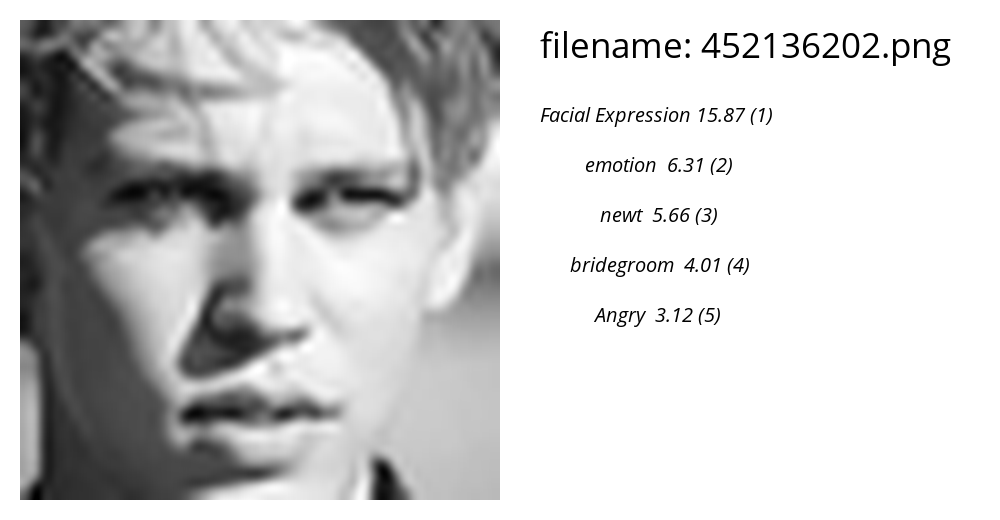 filename: 452136202.png
Facial Expression 15.87 (1)
emotion 6.31 (2)
newt 5.66 (3)
bridegroom 4.01 (4)
Angry 3.12 (5)